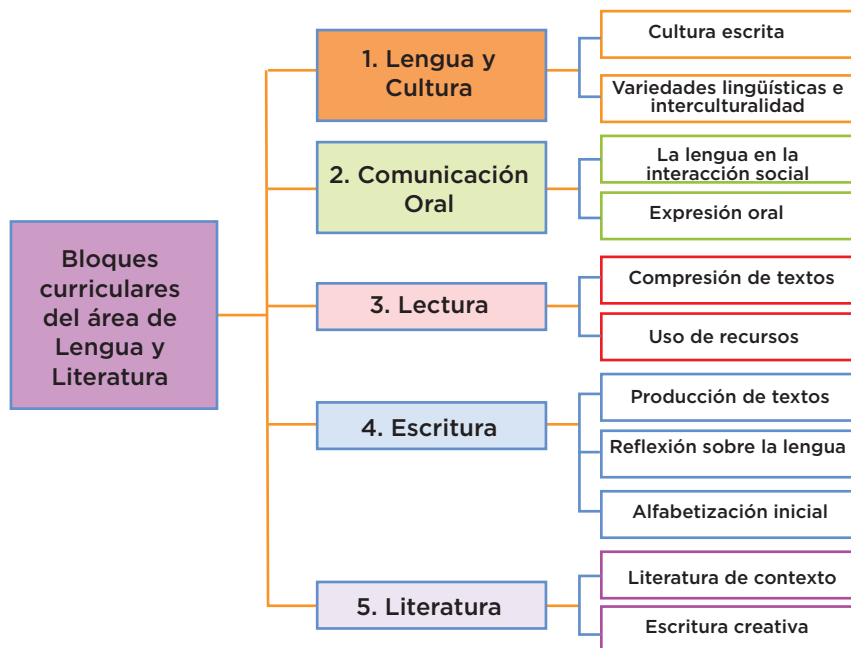 Bloques
curriculares
del área de
Lengua y
Literatura
1. Lengua y
Cultura
Cultura escrita
Variedades lingüísticas e
interculturalidad
2. Comunicación
Oral
La lengua en la
interacción social
Expresión oral
3. Lectura
Compresión de textos
Uso de recursos
4. Escritura
Producción de textos
Reflexión sobre la lengua
Alfabetización inicial
5. Literatura
Literatura de contexto
Escritura creativa